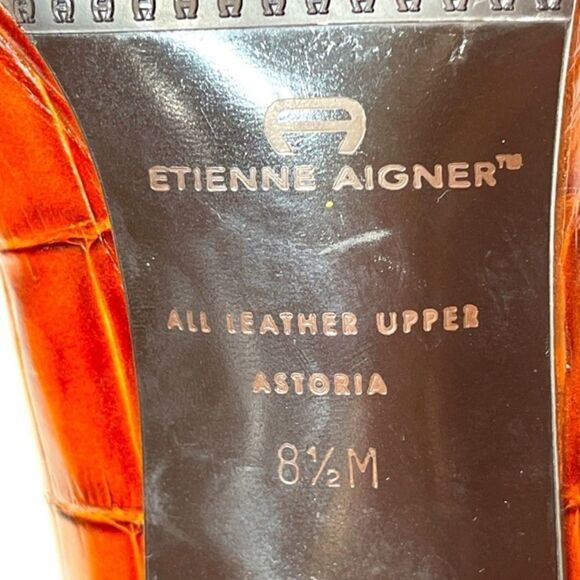 ETIENNE AIGNER™
ALL LEATHER UPPER
ASTORIA
8½M